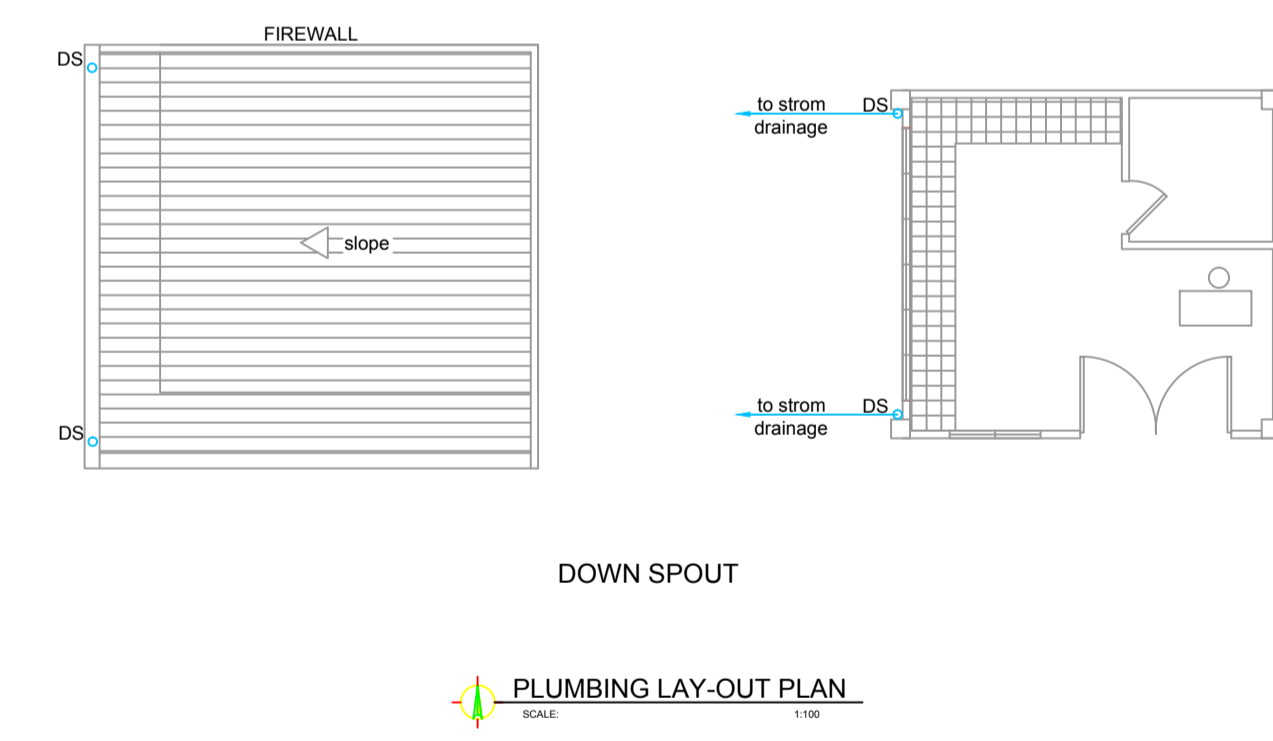 FIREWALL
DS
slope
DS
to strom
drainage
DS
to strom
drainage
DS
DOWN SPOUT
PLUMBING LAY-OUT PLAN
SCALE: 1:100